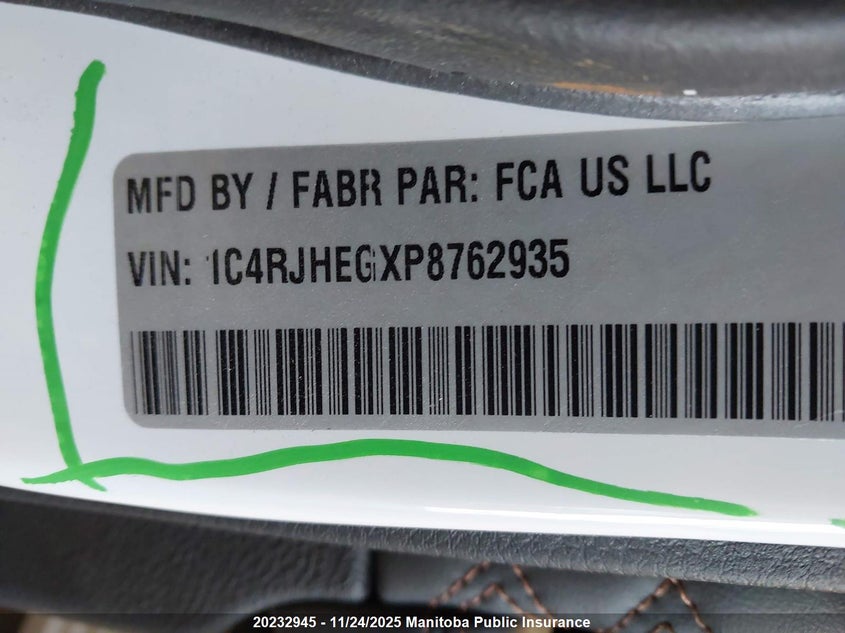 MFD BY / FABR PAR: FCA US LLC
VIN: 1C4RJHEGXP8762935
20232945 - 11/24/2025 Manitoba Public Insurance